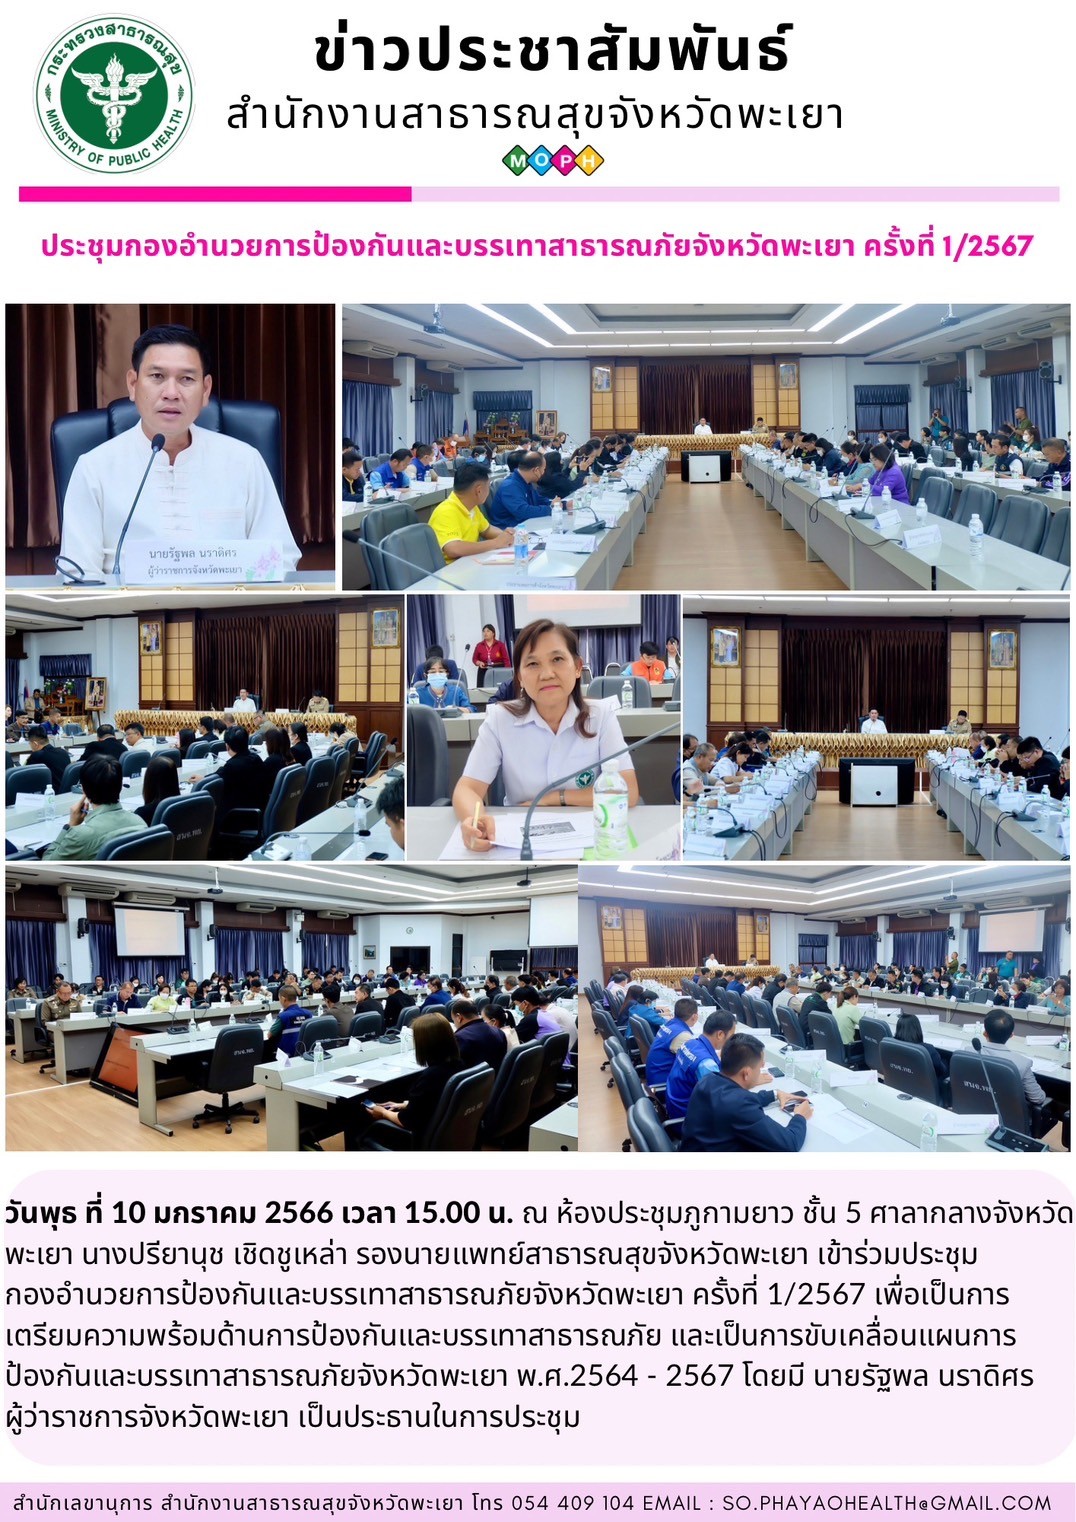 กระทรวงสาธารณสุข
MINISTRY OF PUBLIC HEALTH
ข่าวประชาสัมพันธ์
สำนักงานสาธารณสุขจังหวัดพะเยา
MOPH
ประชุมกองอำนวยการป้องกันและบรรเทาสาธารณภัยจังหวัดพะเยา ครั้งที่ 1/2567
นายรัฐพล นราดิศร
ผู้ว่าราชการจังหวัดพะเยา
วันพุธ ที่ 10 มกราคม 2566 เวลา 15.00 น. ณ ห้องประชุมภูกามยาว ชั้น 5 ศาลากลางจังหวัด
พะเยา นางปรียานุช เชิดชูเหล่า รองนายแพทย์สาธารณสุขจังหวัดพะเยา เข้าร่วมประชุม
กองอำนวยการป้องกันและบรรเทาสาธารณภัยจังหวัดพะเยา ครั้งที่ 1/2567 เพื่อเป็นการ
เตรียมความพร้อมด้านการป้องกันและบรรเทาสาธารณภัย และเป็นการขับเคลื่อนแผนการ
ป้องกันและบรรเทาสาธารณภัยจังหวัดพะเยา พ.ศ.2564 - 2567 โดยมี นายรัฐพล นราดิศร
ผู้ว่าราชการจังหวัดพะเยา เป็นประธานในการประชุม
สำนักเลขานุการ สำนักงานสาธารณสุขจังหวัดพะเยา โทร 054 409 104 EMAIL : SO.PHAYAOHEALTH@GMAIL.COM